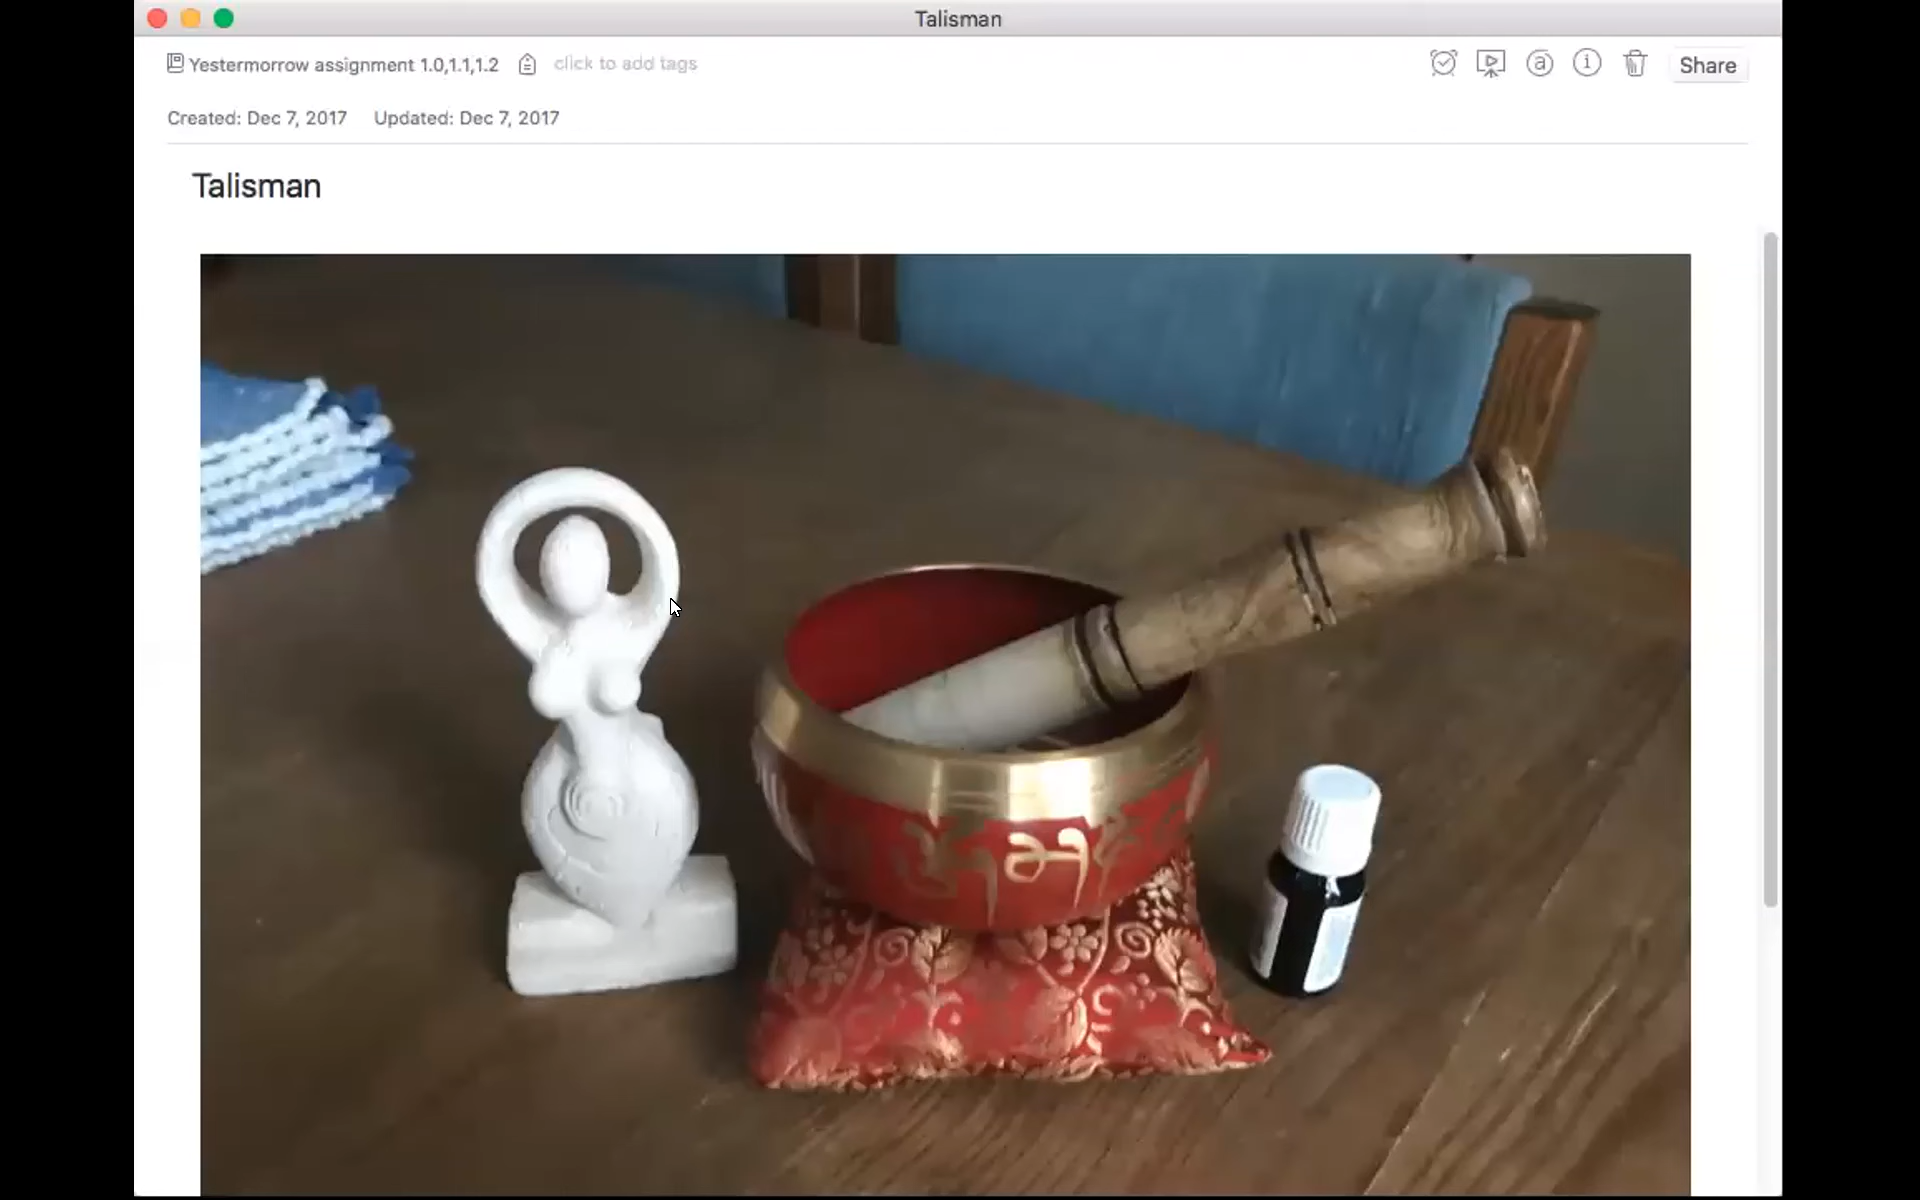 Talisman
Yestermorrow assignment 1.0,1.1,1.2 click to add tags
Share
Created: Dec 7, 2017 Updated: Dec 7, 2017
Talisman